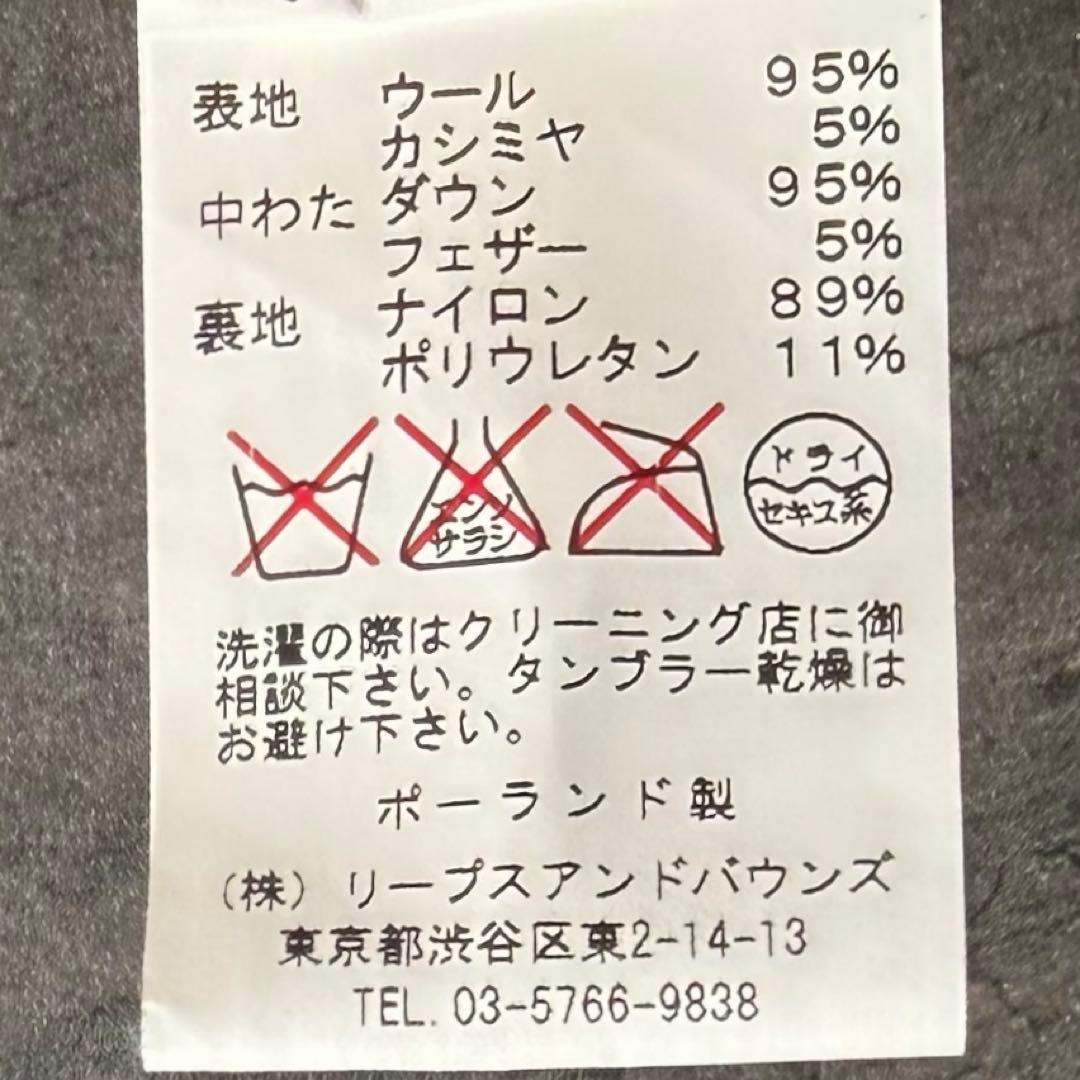 表地 ウール 95%
カシミヤ 5%
中わた ダウン 95%
フェザー 5%
裏地 ナイロン 89%
ポリウレタン 11%
エンソ
サラシ
ドライ
セキユ系
洗濯の際はクリーニング店に御
相談下さい。タンブラー乾燥は
お避け下さい。
ポーランド製
(株) リープスアンドバウンズ
東京都渋谷区東2-14-13
TEL. 03-5766-9838